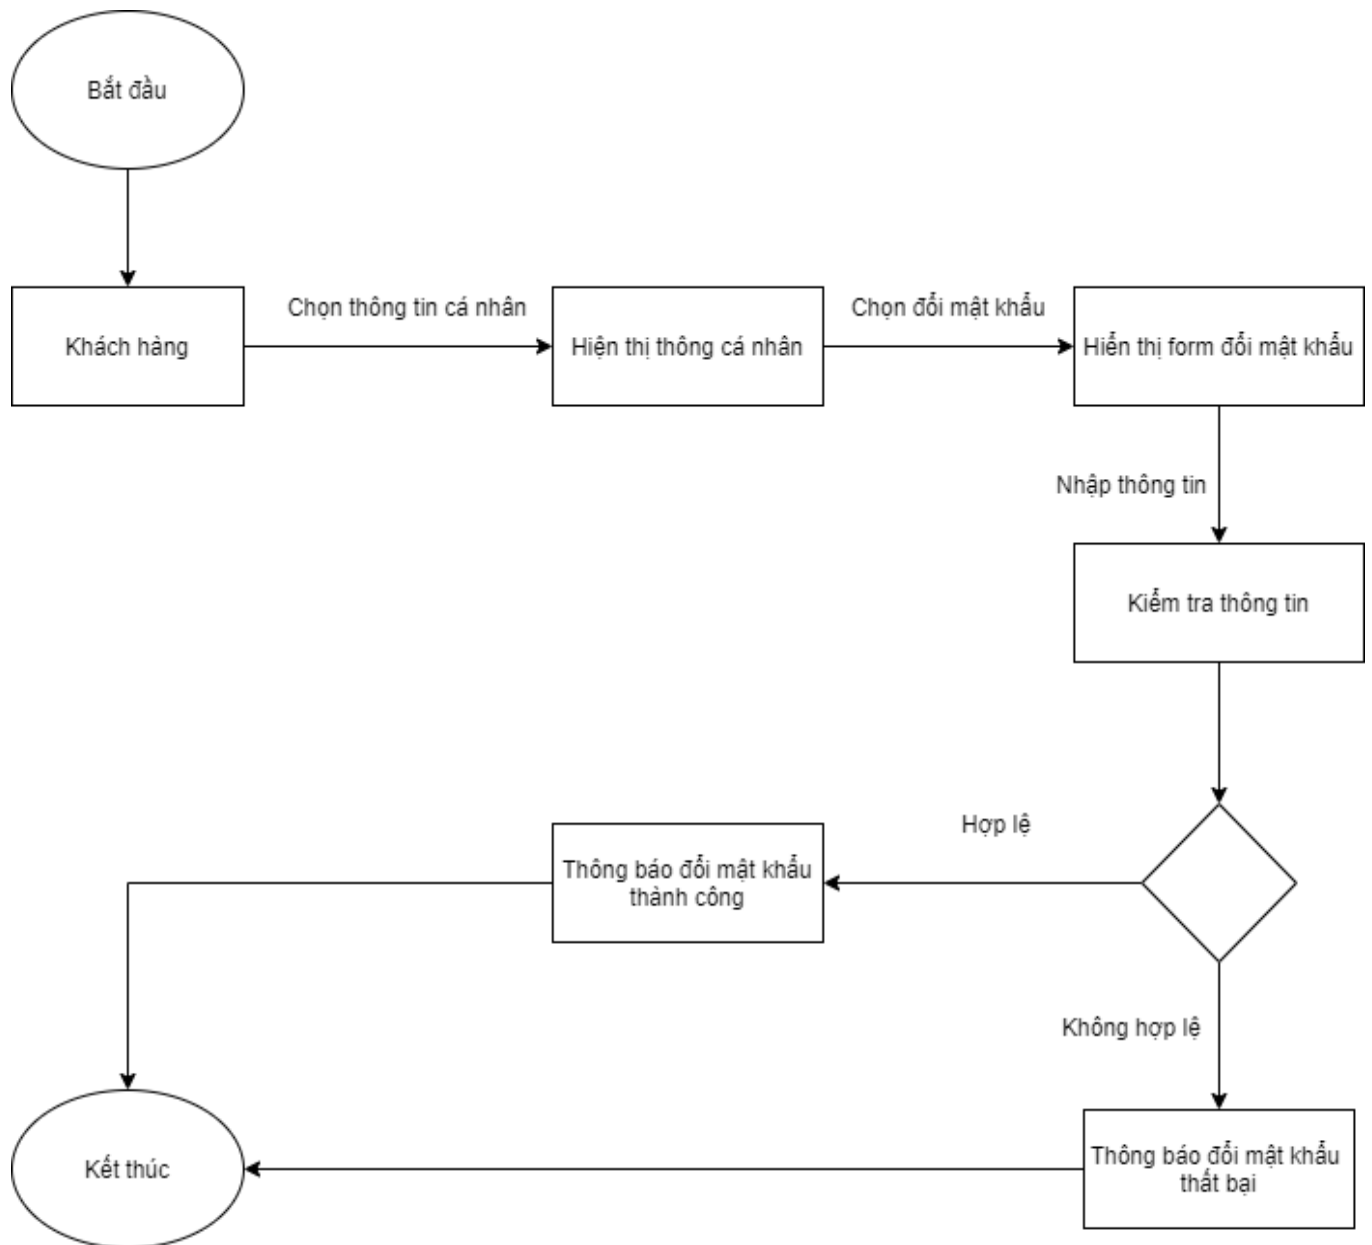 Bắt đầu
Chọn thông tin cá nhân
Chọn đổi mật khẩu
Khách hàng
Hiện thị thông cá nhân
Hiển thị form đổi mật khẩu
Nhập thông tin
Kiểm tra thông tin
Hợp lệ
Thông báo đổi mật khẩu
thành công
Không hợp lệ
Thông báo đổi mật khẩu
thất bại
Kết thúc